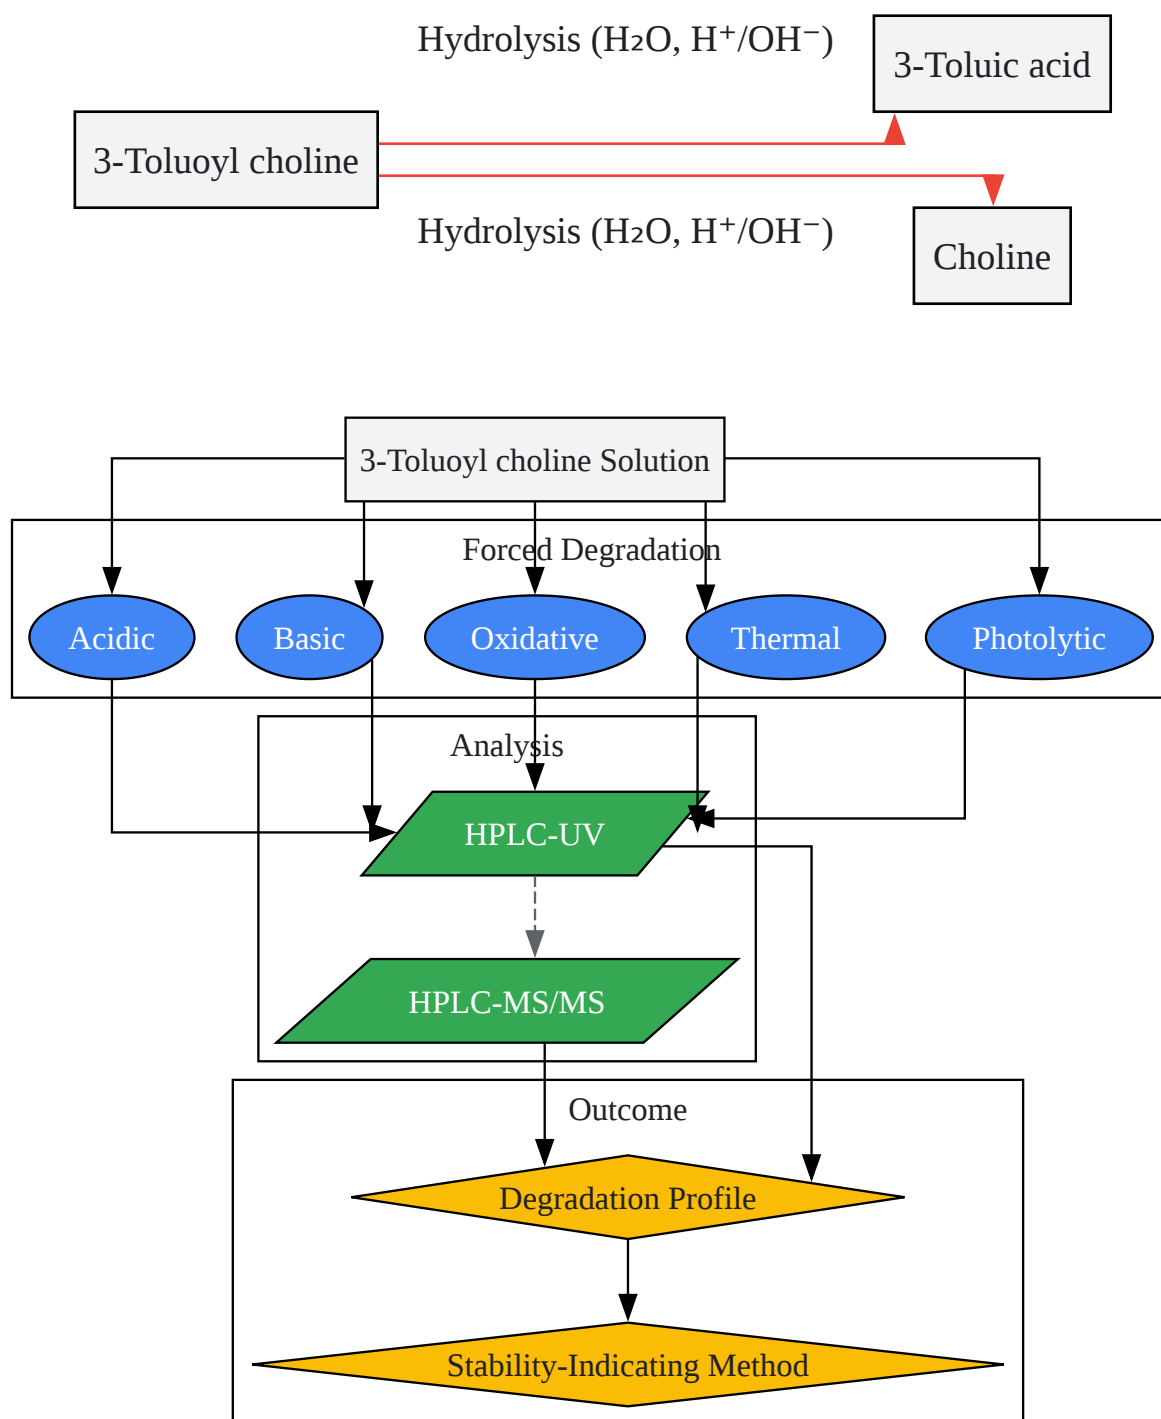 Hydrolysis (H₂O, H⁺/OH⁻)
3-Toluic acid
3-Toluoyl choline
Hydrolysis (H₂O, H⁺/OH⁻)
Choline
3-Toluoyl choline Solution
Forced Degradation
Acidic
Basic
Oxidative
Thermal
Photolytic
Analysis
HPLC-UV
HPLC-MS/MS
Outcome
Degradation Profile
Stability-Indicating Method